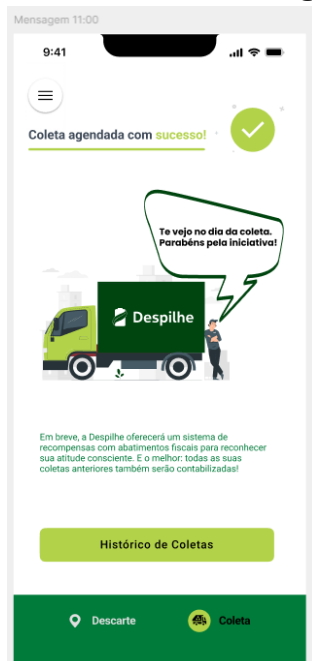 Mensagem 11:00
9:41
Coleta agendada com sucesso!
Te vejo no dia da coleta.
Parabéns pela iniciativa!
Despilhe
Em breve, a Despilhe oferecerá um sistema de
recompensas com abatimentos fiscais para reconhecer
sua atitude consciente. E o melhor: todas as suas
coletas anteriores também serão contabilizadas!
Histórico de Coletas
Descarte
Coleta